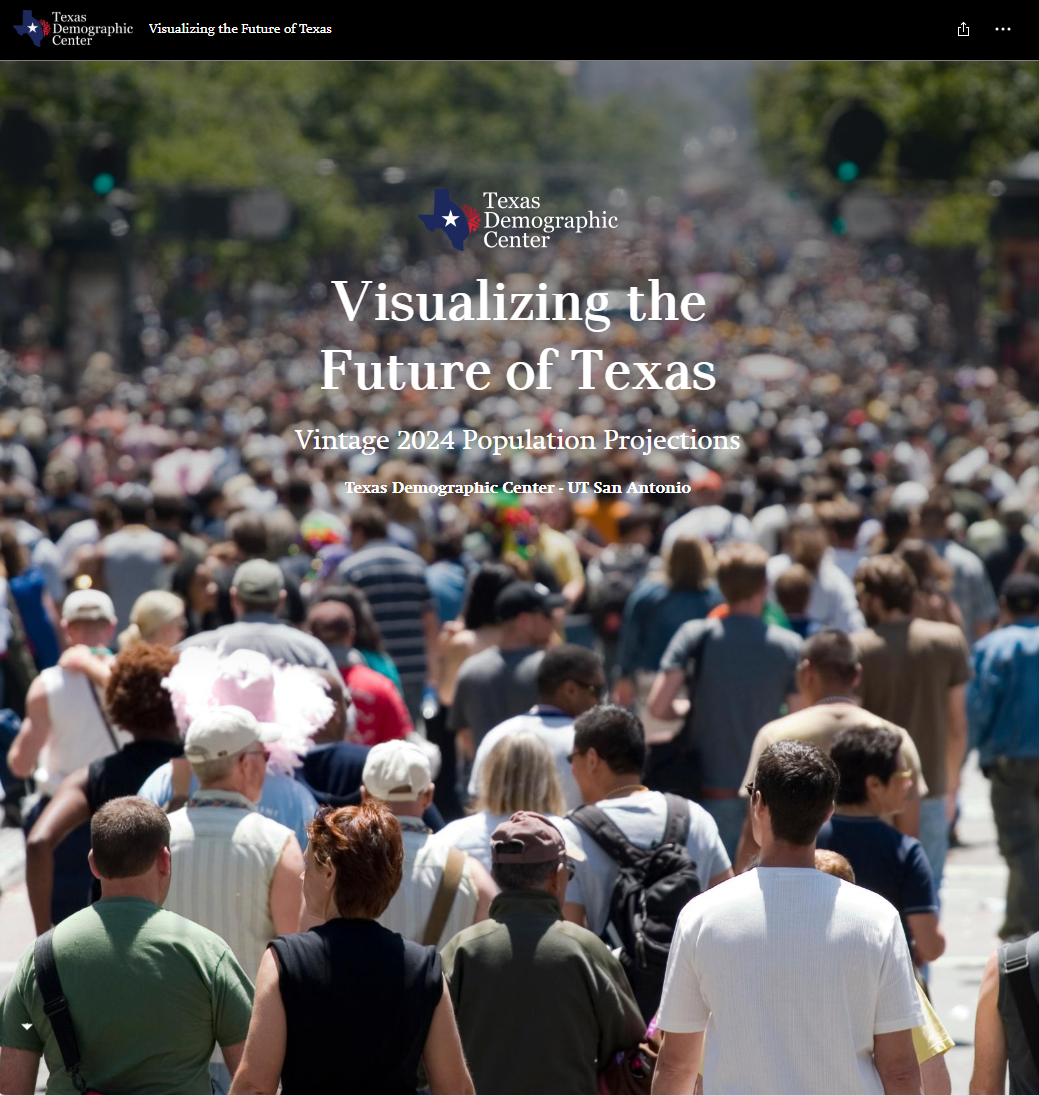 Texas
Demographic
Center
Visualizing the Future of Texas
Texas
Demographic
Center
Visualizing the
Future of Texas
Vintage 2024 Population Projections
Texas Demographic Center - UT San Antonio